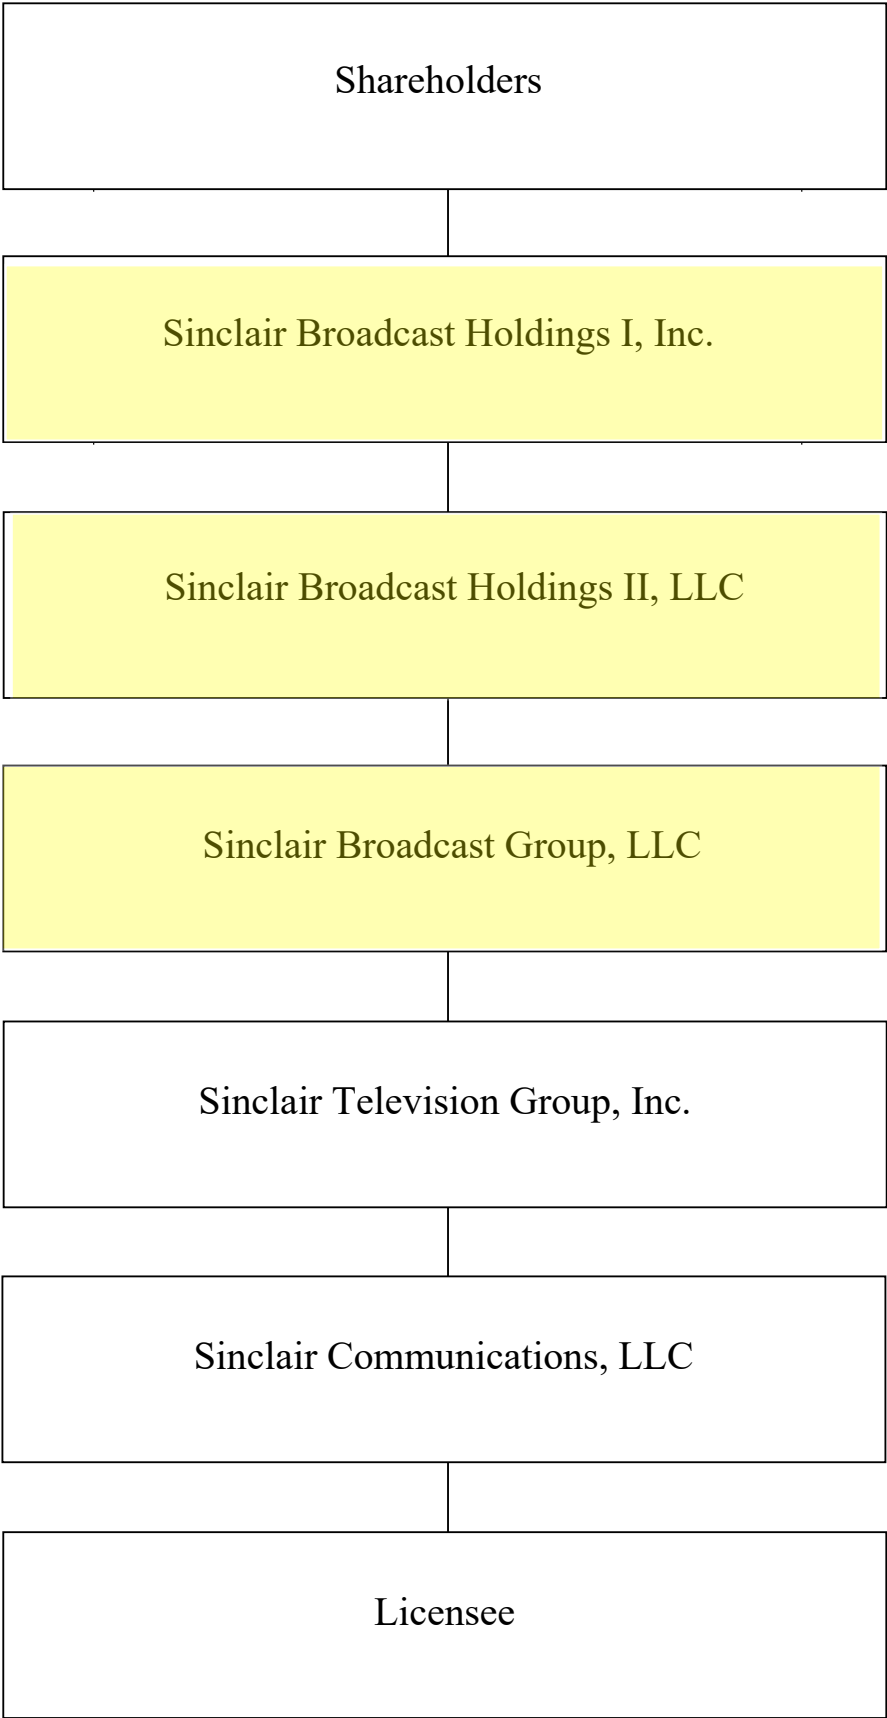 Shareholders
Sinclair Broadcast Holdings I, Inc.
Sinclair Broadcast Holdings II, LLC
Sinclair Broadcast Group, LLC
Sinclair Television Group, Inc.
Sinclair Communications, LLC
Licensee